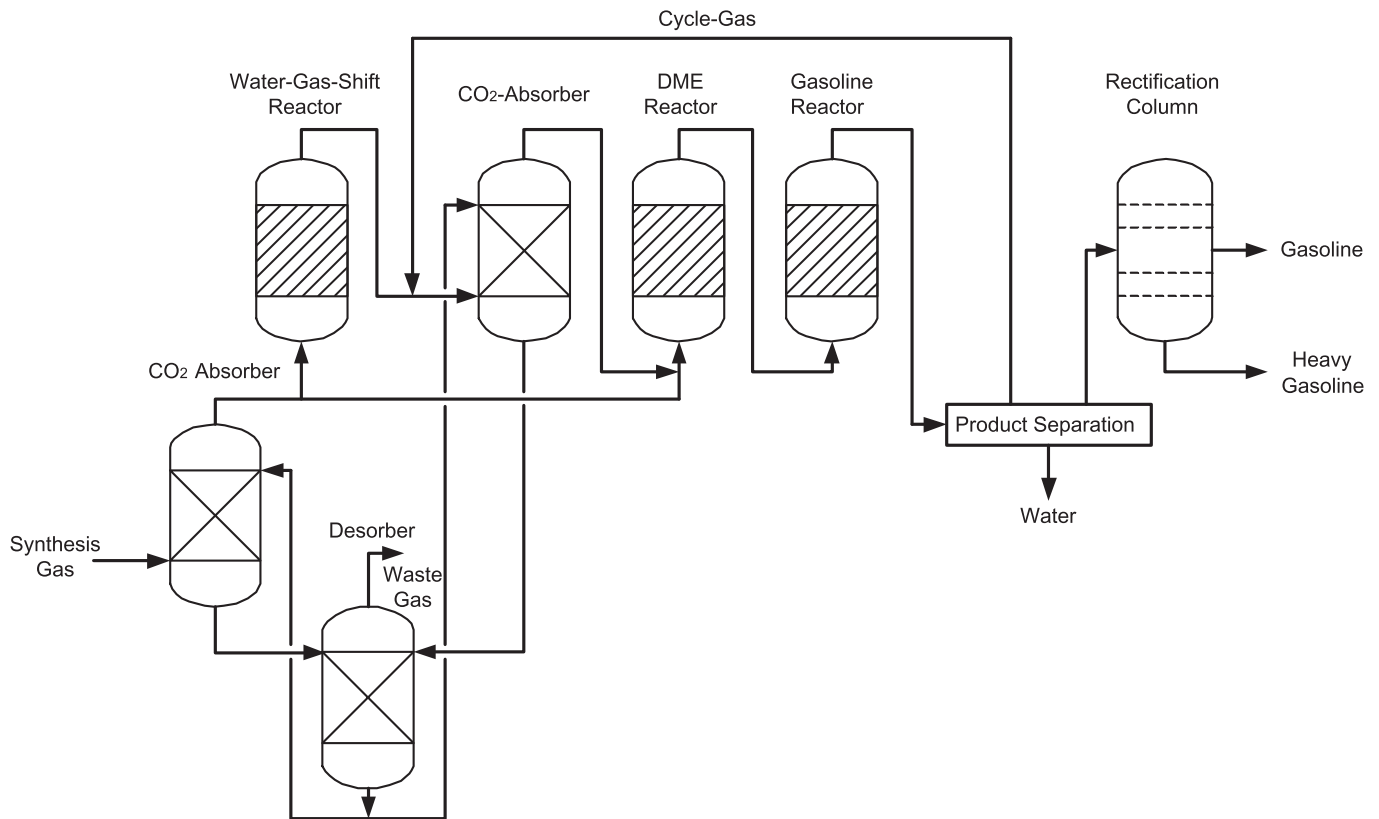 Cycle-Gas
Water-Gas-Shift
Reactor
CO2-Absorber
DME
Reactor
Gasoline
Reactor
Rectification
Column
Gasoline
CO2 Absorber
Heavy
Gasoline
Product Separation
Water
Synthesis
Gas
Desorber
Waste
Gas